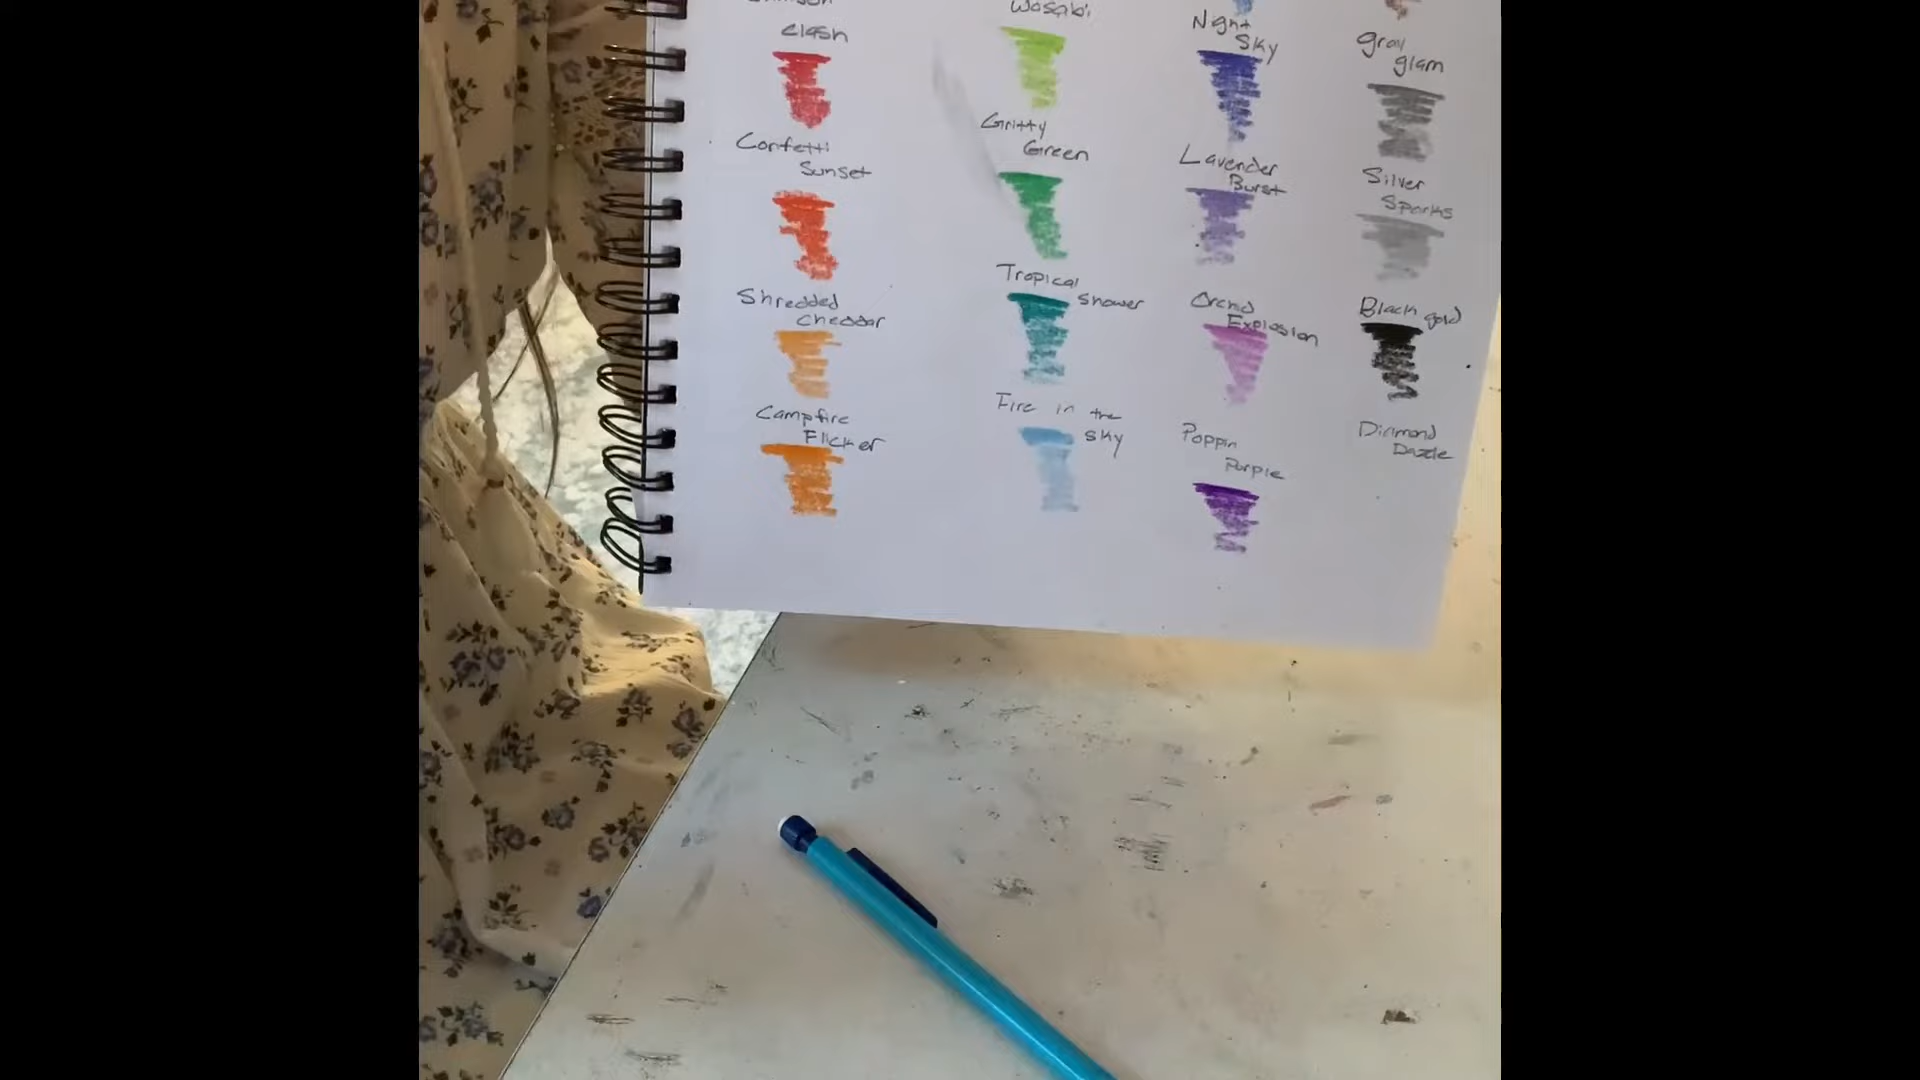 Clash
Confetti
Sunset
Shredded
Cheddar
Campfire
Flicker
Wasabi
Gritty
Green
Tropical
Shower
Fire in the
Sky
Night
Sky
Lavender
Burst
Orchid
Explosion
Poppin
Purple
gray
glam
Silver
Sparks
Black gold
Diamond
Dazzle